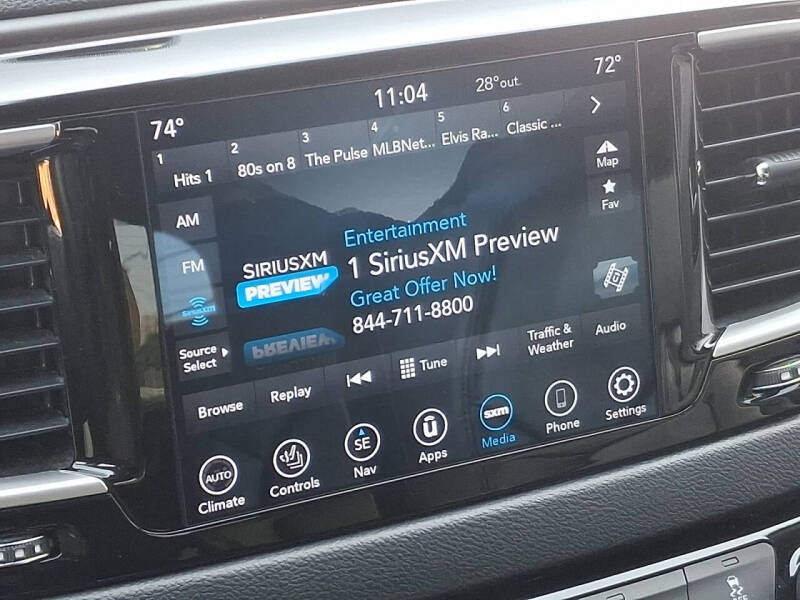 74°
11:04
28°out
72°
1 Hits 1
2 80s on 8
3 The Pulse
4 MLBNet...
5 Elvis Ra...
6 Classic ...
Map
Fav
AM
FM
SiriusXM
Source
Select
SIRIUSXM
PREVIEW
PREVIEW
Entertainment
1 SiriusXM Preview
Great Offer Now!
844-711-8800
Browse
Replay
Tune
Traffic &
Weather
Audio
AUTO
Climate
Controls
SE
Nav
Apps
sxm
Media
Phone
Settings